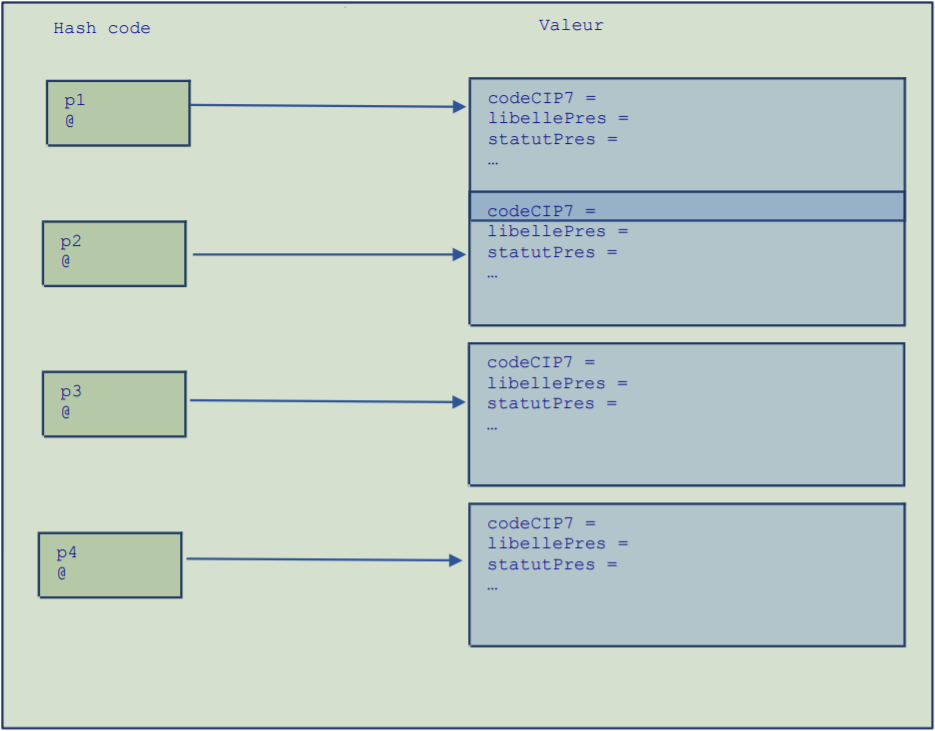 Hash code
Valeur
p1
@
codeCIP7 =
libellePres =
statutPres =
…
p2
@
codeCIP7 =
libellePres =
statutPres =
…
p3
@
codeCIP7 =
libellePres =
statutPres =
…
p4
@
codeCIP7 =
libellePres =
statutPres =
…